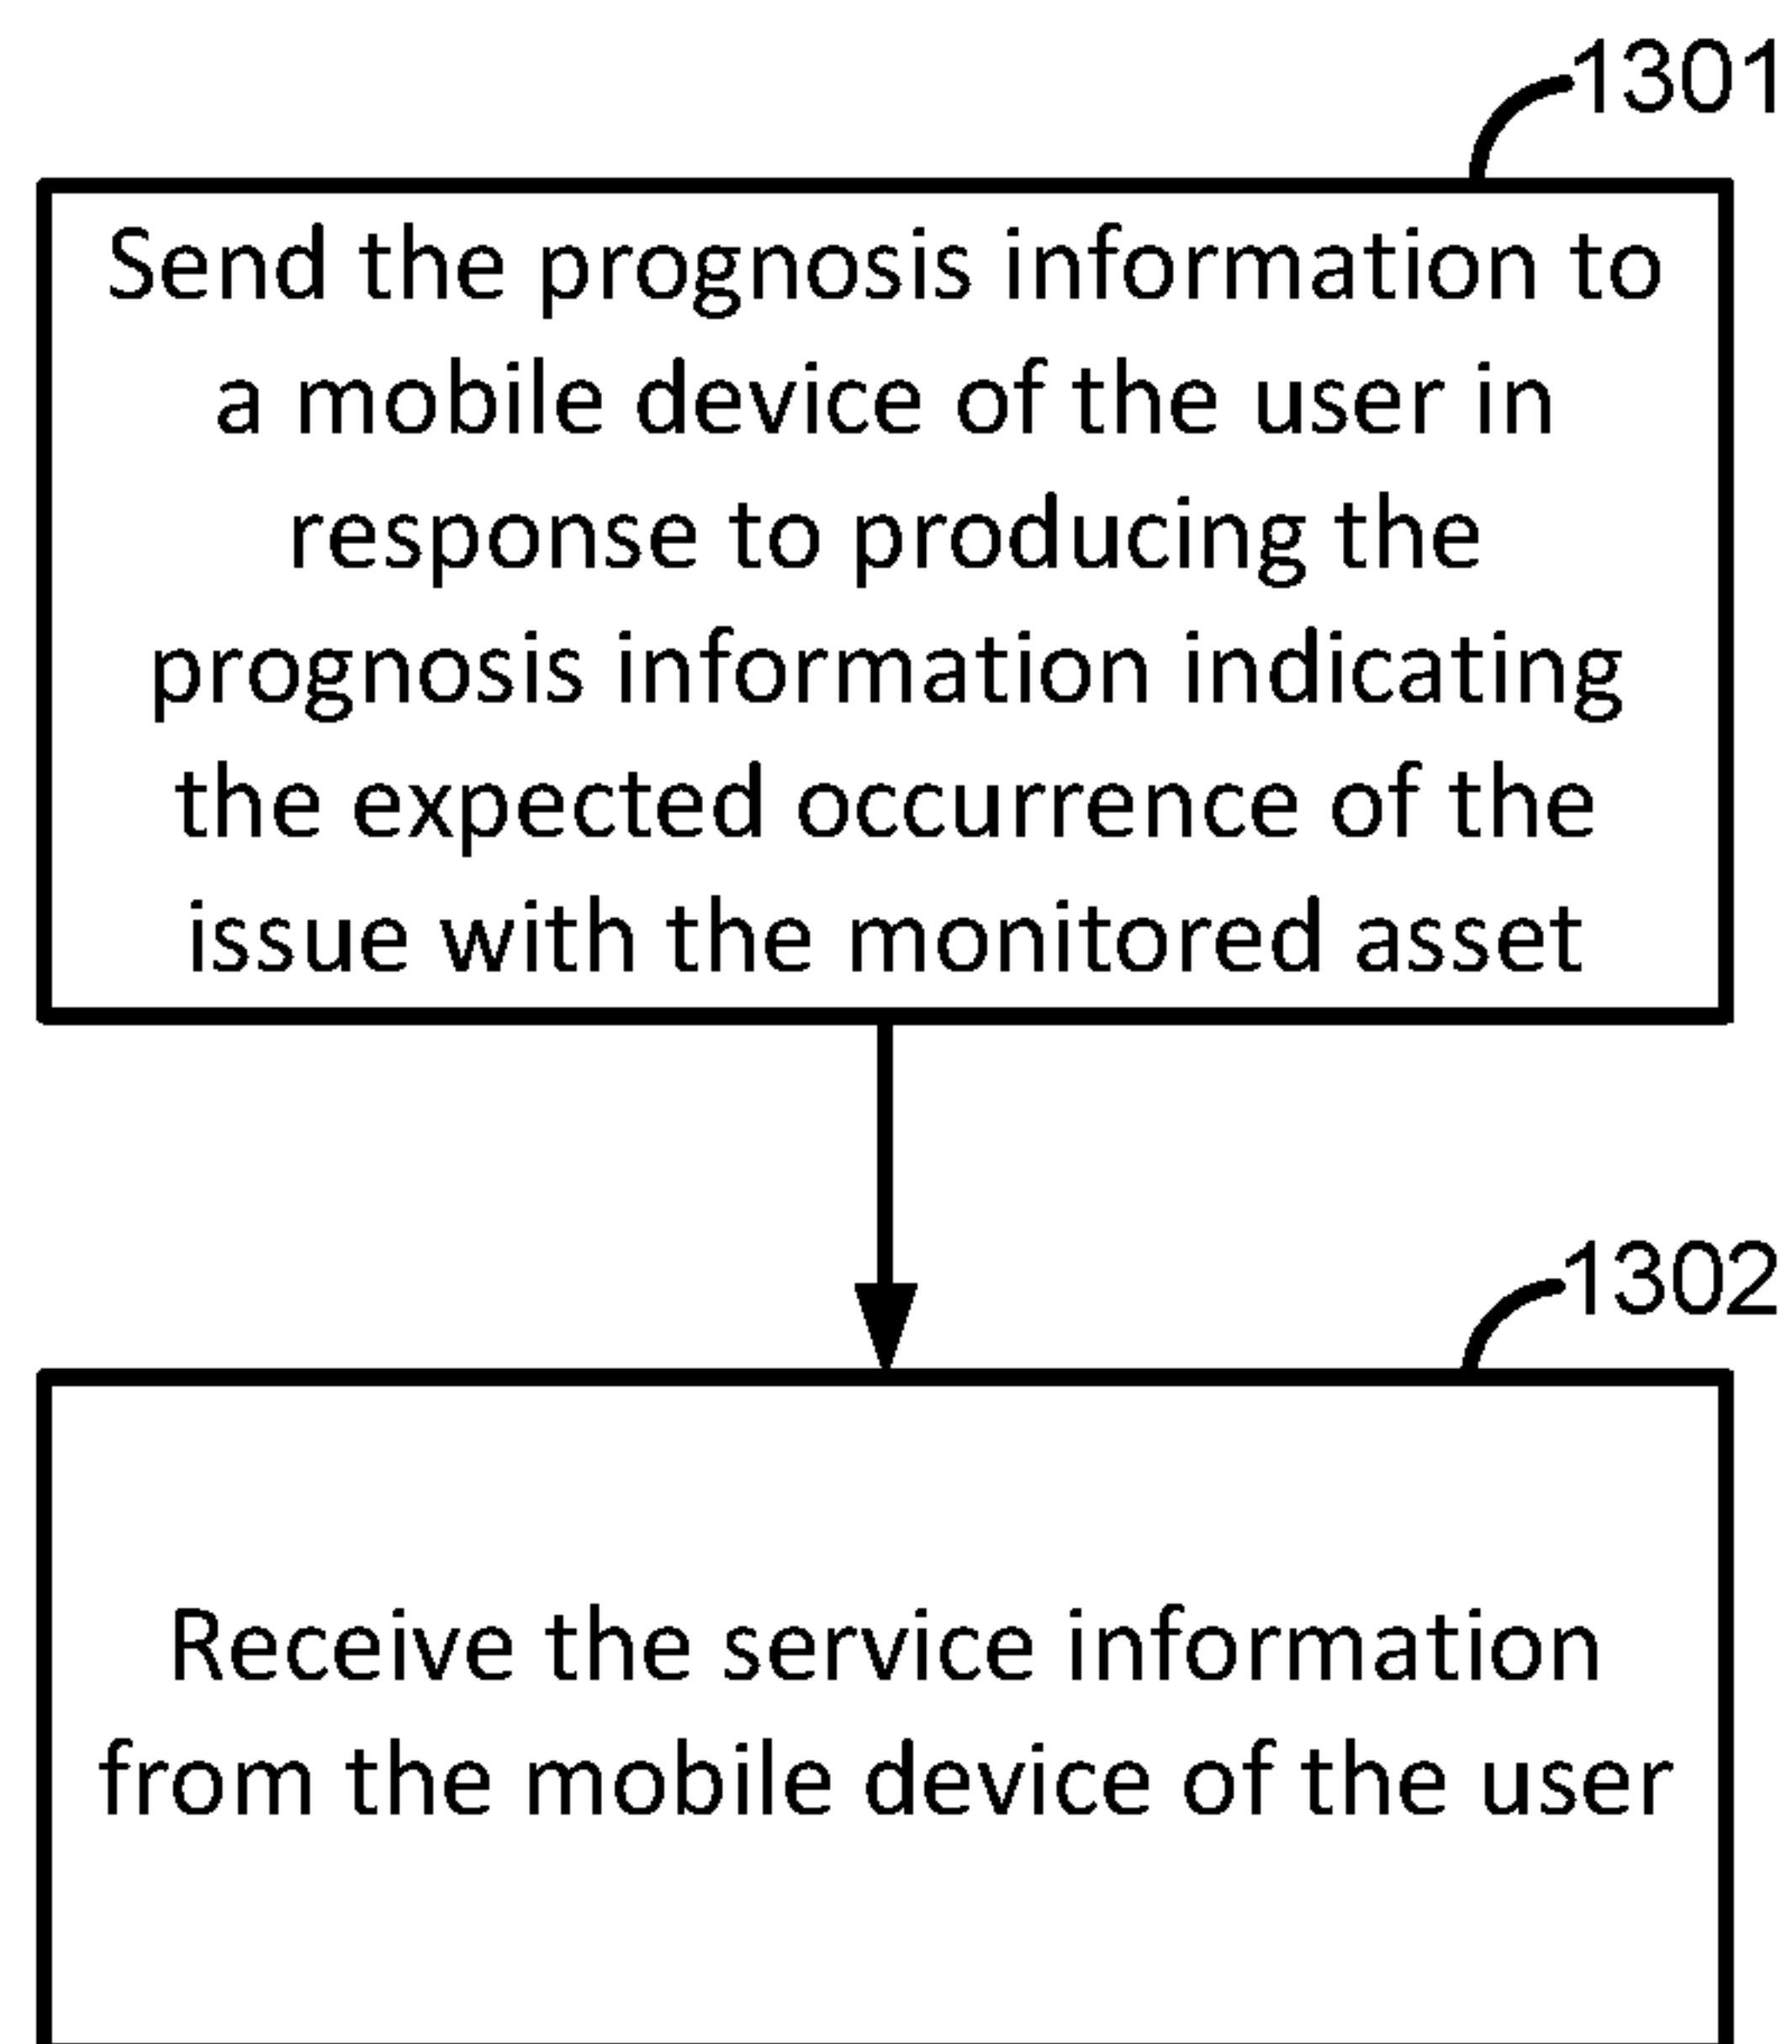 1301
Send the prognosis information to
a mobile device of the user in
response to producing the
prognosis information indicating
the expected occurrence of the
issue with the monitored asset
1302
Receive the service information
from the mobile device of the user